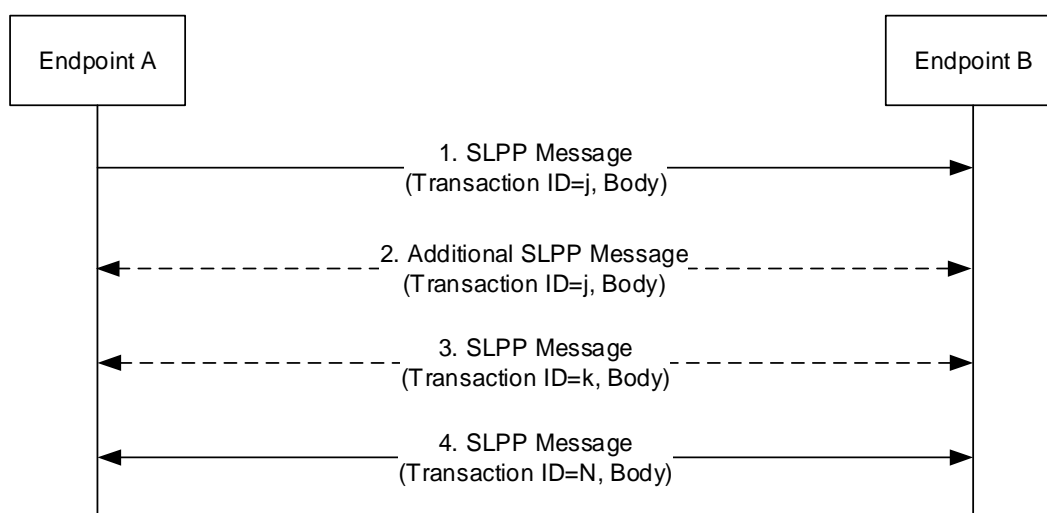 Endpoint A
Endpoint B
1. SLPP Message
(Transaction ID=j, Body)
2. Additional SLPP Message
(Transaction ID=j, Body)
3. SLPP Message
(Transaction ID=k, Body)
4. SLPP Message
(Transaction ID=N, Body)